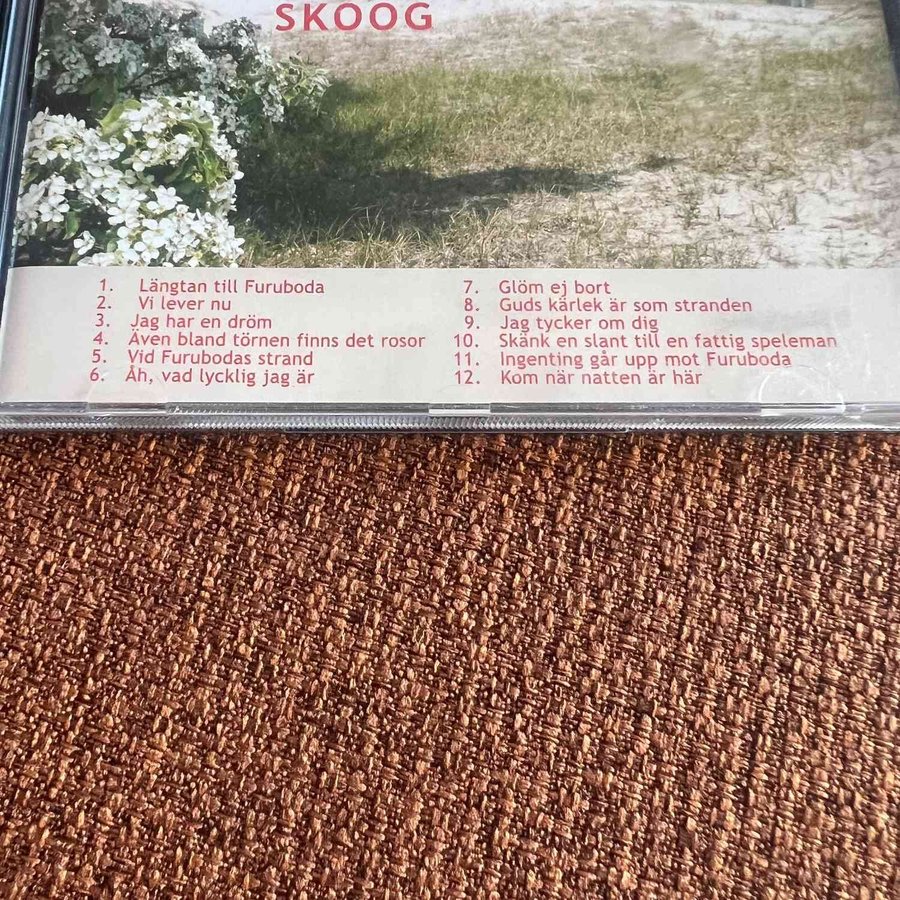 SKOOG
1. Längtan till Furuboda
2. Vi lever nu
3. Jag har en dröm
4. Även bland törnen finns det rosor
5. Vid Furubodas strand
6. Åh, vad lycklig jag är
7. Glöm ej bort
8. Guds kärlek är som stranden
9. Jag tycker om dig
10. Skänk en slant till en fattig speleman
11. Ingenting går upp mot Furuboda
12. Kom när natten är här